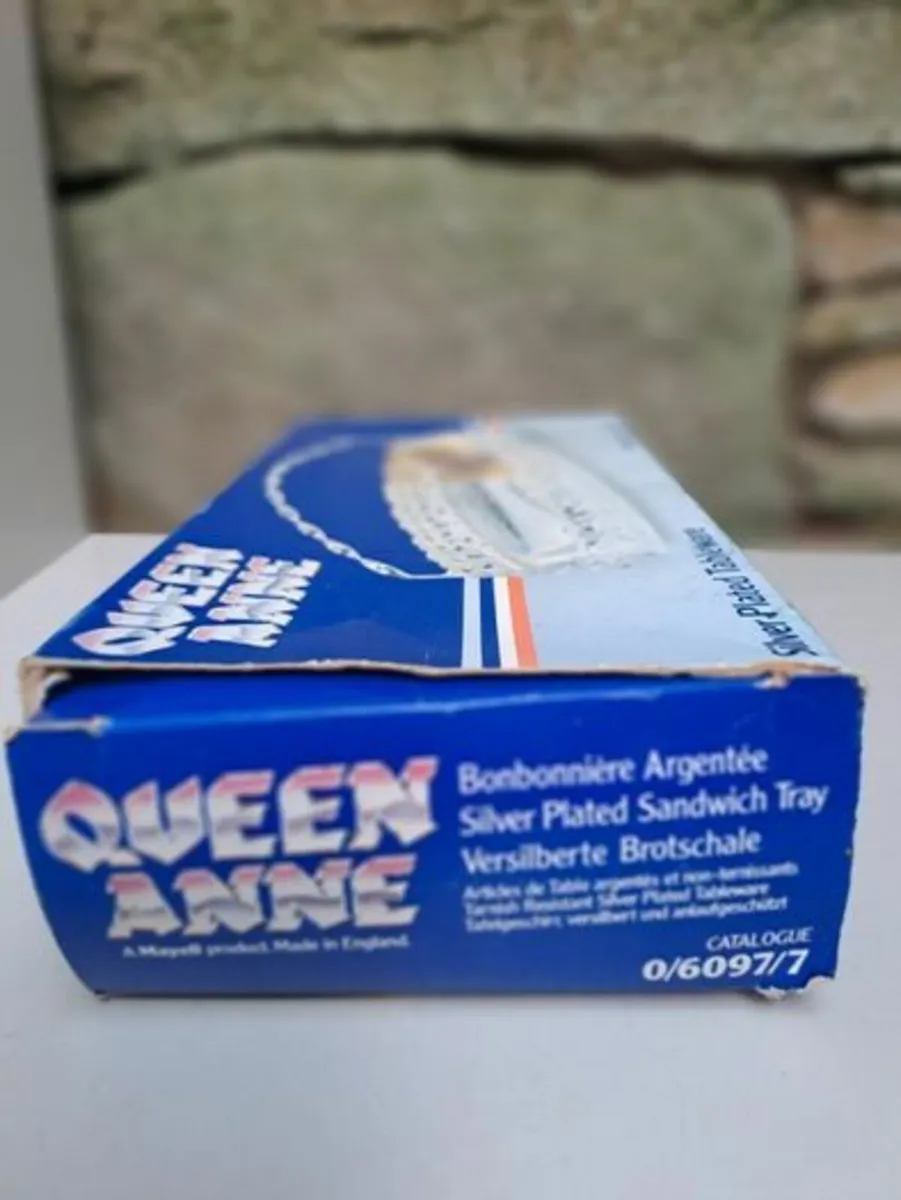 QUEEN
ANNE
Silver Plated Tableware
QUEEN
ANNE
A Mayell product. Made in England.
Bonbonnière Argentée
Silver Plated Sandwich Tray
Versilberte Brotschale
Articles de Table argentés et non-ternissants
Tarnish Resistant Silver Plated Tableware
Tafelgeschirr, versilbert und anlaufgeschützt
CATALOGUE
0/6097/7